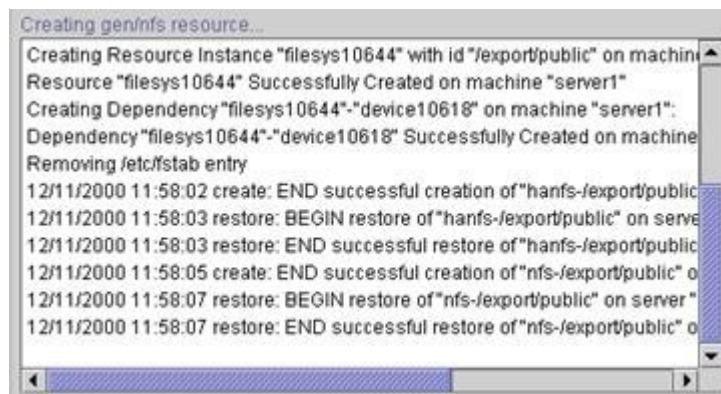 Creating gen/nfs resource...
Creating Resource Instance "filesys10644" with id "/export/public" on machin
Resource "filesys10644" Successfully Created on machine "server1"
Creating Dependency "filesys10644"-"device10618" on machine "server1":
Dependency "filesys10644"-"device10618" Successfully Created on machine
Removing /etc/fstab entry
12/11/2000 11:58:02 create: END successful creation of "hanfs-/export/public
12/11/2000 11:58:03 restore: BEGIN restore of "hanfs-/export/public" on serve
12/11/2000 11:58:03 restore: END successful restore of "hanfs-/export/public
12/11/2000 11:58:05 create: END successful creation of "nfs-/export/public" o
12/11/2000 11:58:07 restore: BEGIN restore of "nfs-/export/public" on server "
12/11/2000 11:58:07 restore: END successful restore of "nfs-/export/public" o